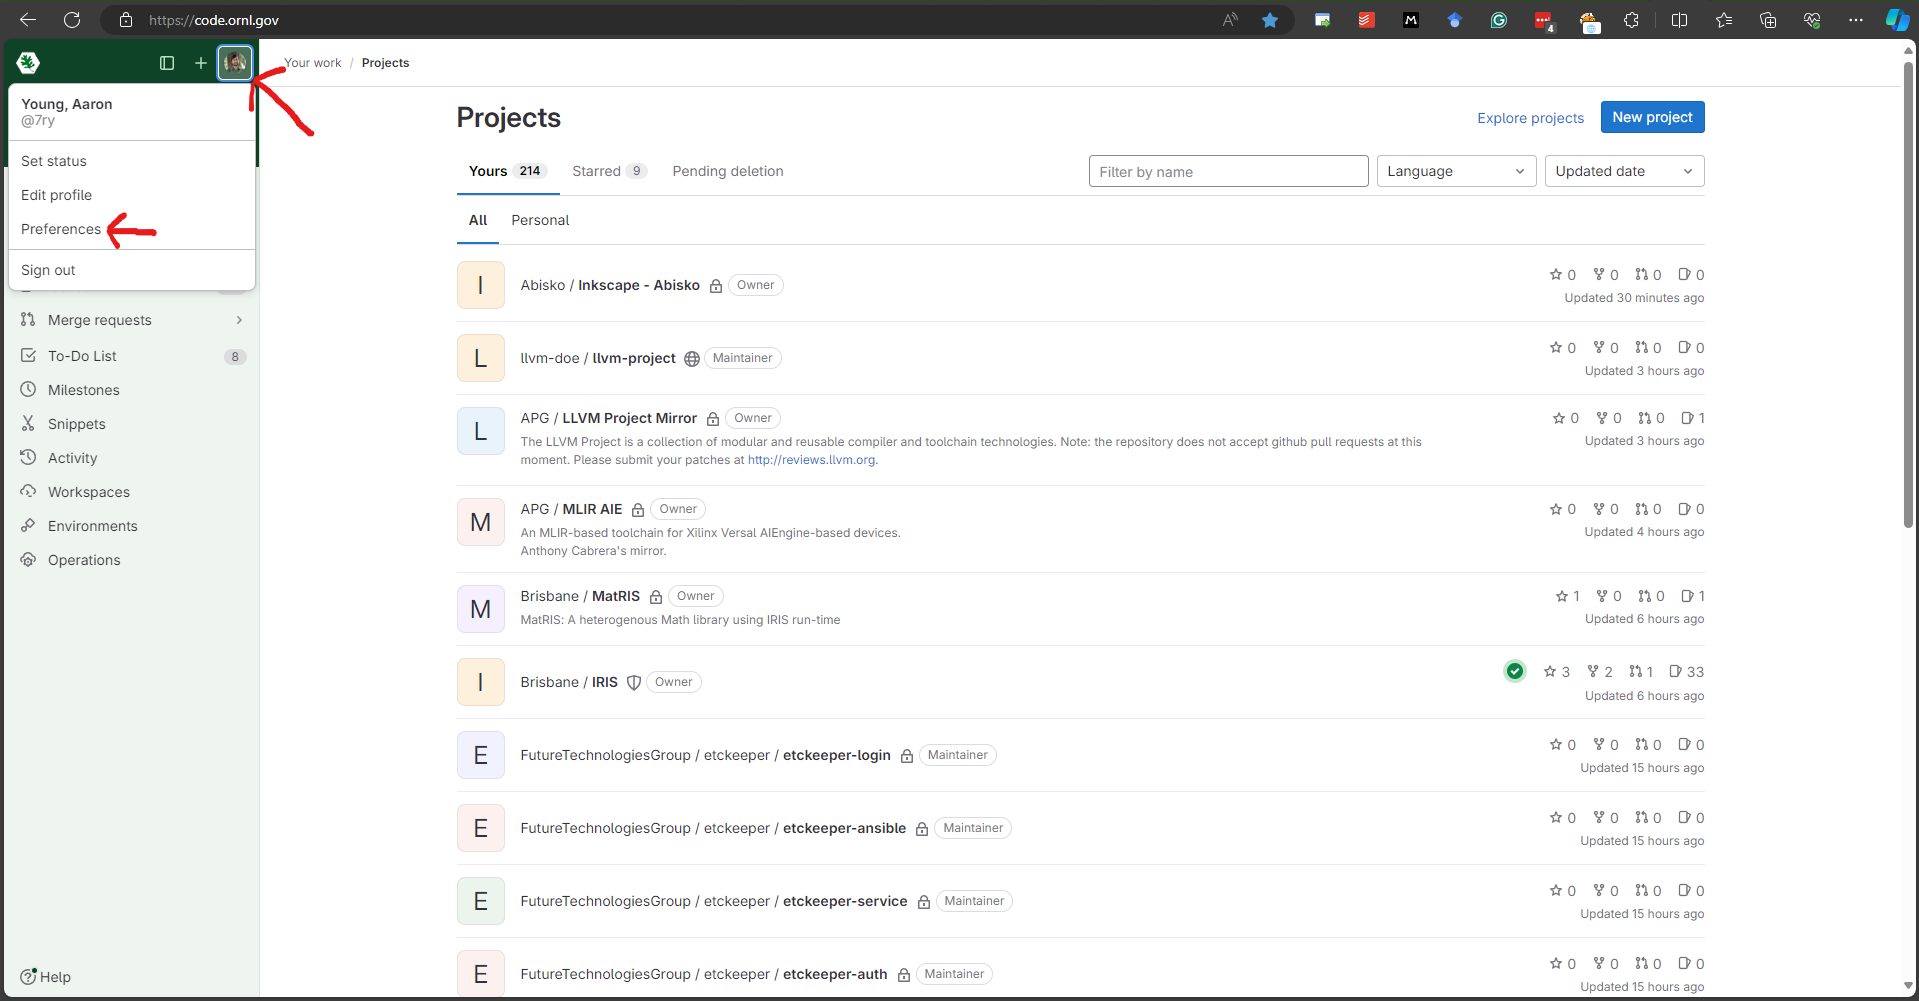 https://code.ornl.gov
4
Your work / Projects
Young, Aaron
@7ry
Set status
Edit profile
Preferences
Sign out
Merge requests
To-Do List 8
Milestones
Snippets
Activity
Workspaces
Environments
Operations
Help
Projects
Explore projects
New project
Yours 214
Starred 9
Pending deletion
Filter by name
Language
Updated date
All
Personal
I
Abisko / Inkscape - Abisko Owner
0 0 0 0
Updated 30 minutes ago
L
llvm-doe / llvm-project Maintainer
0 0 0 0
Updated 3 hours ago
L
APG / LLVM Project Mirror Owner
The LLVM Project is a collection of modular and reusable compiler and toolchain technologies. Note: the repository does not accept github pull requests at this
moment. Please submit your patches at http://reviews.llvm.org.
0 0 0 1
Updated 3 hours ago
M
APG / MLIR AIE Owner
An MLIR-based toolchain for Xilinx Versal AIEngine-based devices.
Anthony Cabrera's mirror.
0 0 0 0
Updated 4 hours ago
M
Brisbane / MatRIS Owner
MatRIS: A heterogenous Math library using IRIS run-time
1 0 0 1
Updated 6 hours ago
I
Brisbane / IRIS Owner
3 2 1 33
Updated 6 hours ago
E
FutureTechnologiesGroup / etckeeper / etckeeper-login Maintainer
0 0 0 0
Updated 15 hours ago
E
FutureTechnologiesGroup / etckeeper / etckeeper-ansible Maintainer
0 0 0 0
Updated 15 hours ago
E
FutureTechnologiesGroup / etckeeper / etckeeper-service Maintainer
0 0 0 0
Updated 15 hours ago
E
FutureTechnologiesGroup / etckeeper / etckeeper-auth Maintainer
0 0 0 0
Updated 15 hours ago